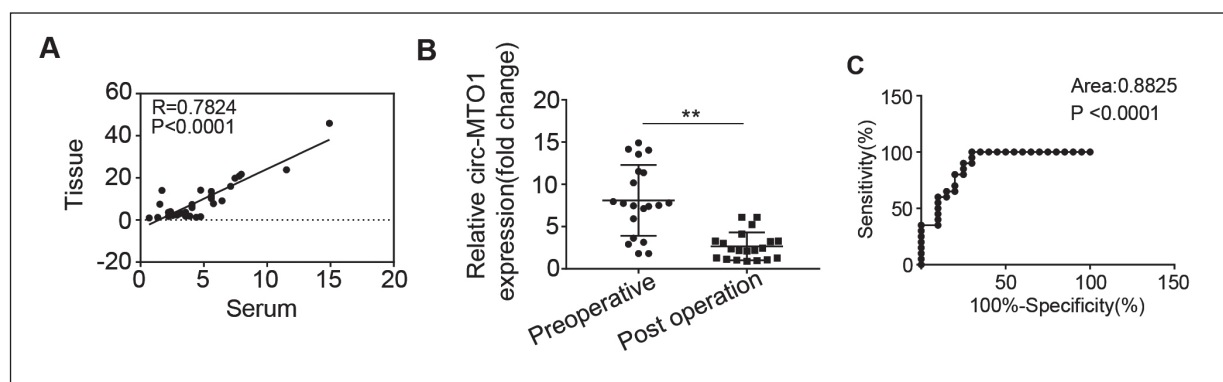 A
R=0.7824
P<0.0001
Tissue
60
40
20
0
-20
0
5
10
15
20
Serum
B
Relative circ-MTO1
expression(fold change)
20
15
10
5
0
**
Preoperative
Post operation
C
Area:0.8825
P <0.0001
Sensitivity(%)
150
100
50
0
50
100
150
100%-Specificity(%)